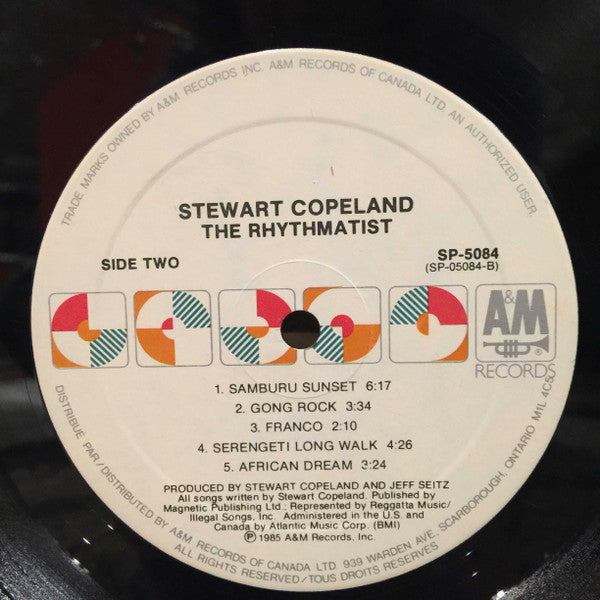 TRADE MARKS OWNED BY A&M RECORDS INC. A&M RECORDS OF CANADA LTD. AN AUTHORIZED USER.
STEWART COPELAND
THE RHYTHMATIST
SIDE TWO
SP-5084
(SP-05084-B)
A&M
®
RECORDS
1. SAMBURU SUNSET 6:17
2. GONG ROCK 3:34
3. FRANCO 2:10
4. SERENGETI LONG WALK 4:26
5. AFRICAN DREAM 3:24
PRODUCED BY STEWART COPELAND AND JEFF SEITZ
All songs written by Stewart Copeland. Published by
Magnetic Publishing Ltd.; Represented by Reggatta Music/
Illegal Songs, Inc. Administered in the U.S. and
Canada by Atlantic Music Corp. (BMI)
℗ 1985 A&M Records, Inc.
DISTRIBUE PAR/DISTRIBUTED BY A&M RECORDS OF CANADA LTD. 939 WARDEN AVE. SCARBOROUGH, ONTARIO M1L 4C5
ALL RIGHTS RESERVED/TOUS DROITS RESERVES